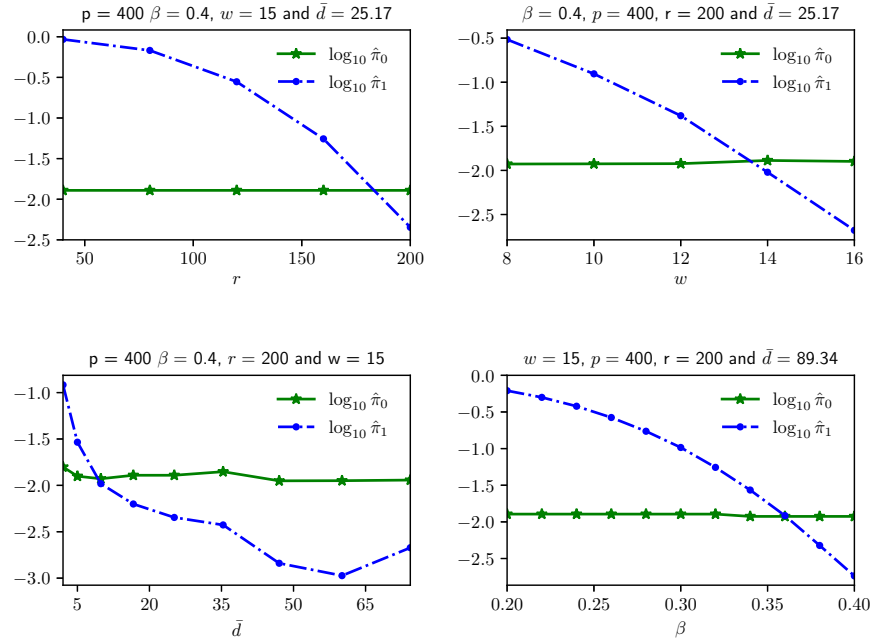 p = 400 β = 0.4, w = 15 and d̄ = 25.17
0.0
−0.5
−1.0
−1.5
−2.0
−2.5
log₁₀ π̂₀
log₁₀ π̂₁
50
100
150
200
r
β = 0.4, p = 400, r = 200 and d̄ = 25.17
−0.5
−1.0
−1.5
−2.0
−2.5
log₁₀ π̂₀
log₁₀ π̂₁
8
10
12
14
16
w
p = 400 β = 0.4, r = 200 and w = 15
−1.0
−1.5
−2.0
−2.5
−3.0
log₁₀ π̂₀
log₁₀ π̂₁
5
20
35
50
65
d̄
w = 15, p = 400, r = 200 and d̄ = 89.34
0.0
−0.5
−1.0
−1.5
−2.0
−2.5
log₁₀ π̂₀
log₁₀ π̂₁
0.20
0.25
0.30
0.35
0.40
β